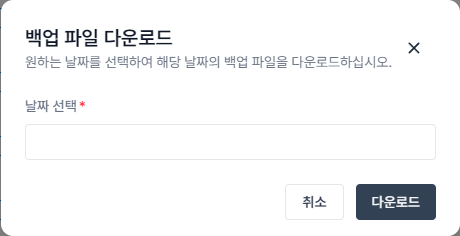 백업 파일 다운로드
원하는 날짜를 선택하여 해당 날짜의 백업 파일을 다운로드하십시오.
날짜 선택 *
취소
다운로드